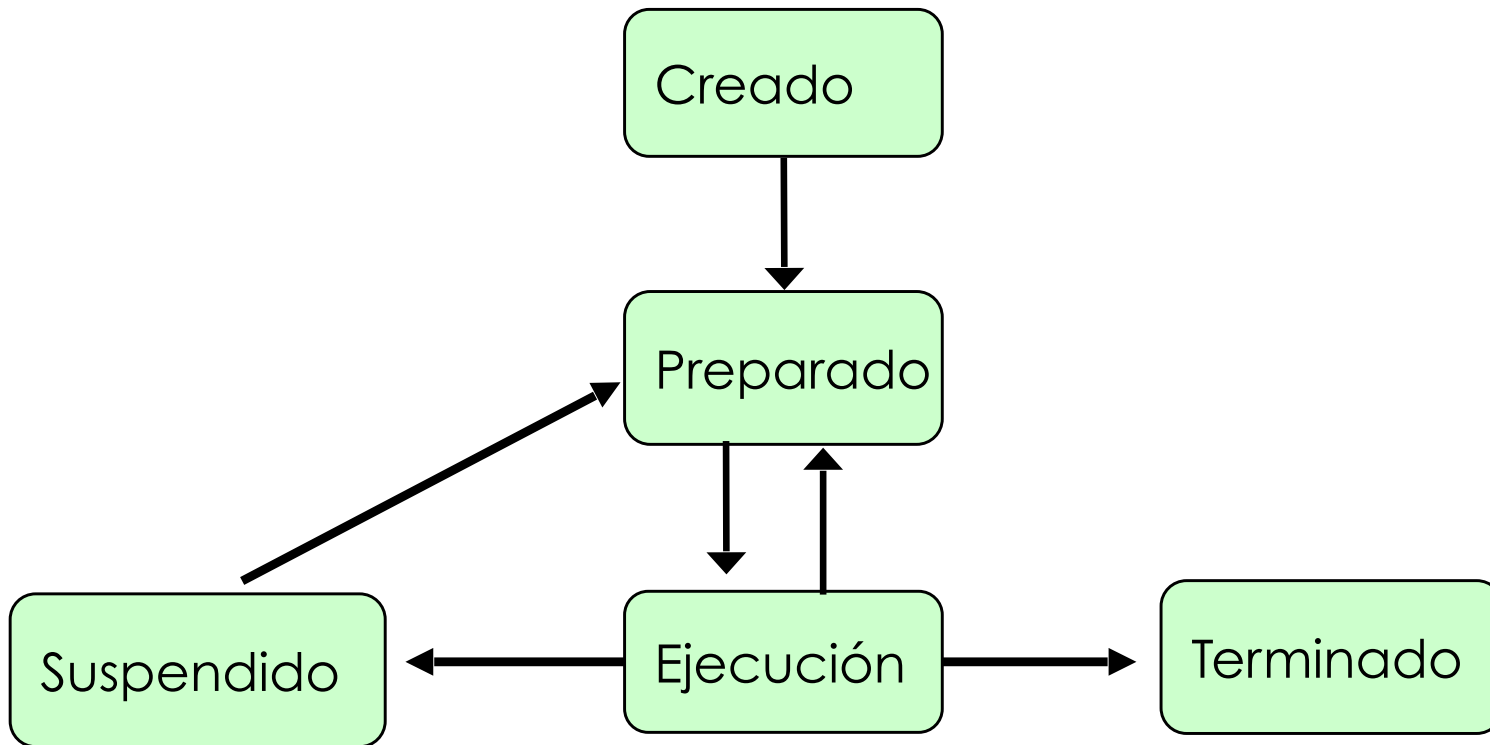 Creado
Preparado
Suspendido
Ejecución
Terminado